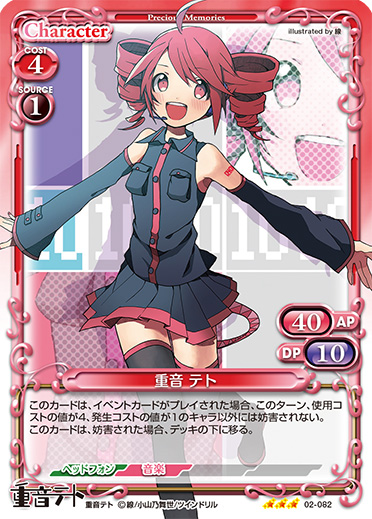 Precious Memories
Character
illustrated by 線
COST
4
SOURCE
1
40 AP
DP 10
重音 テト
このカードは、イベントカードがプレイされた場合、このターン、使用コ
ストの値が4、発生コストの値が1のキャラ以外には妨害されない。
このカードは、妨害された場合、デッキの下に移る。
ヘッドフォン
音楽
重音テト
重音テト ©線/小山乃舞世/ツインドリル
02-082